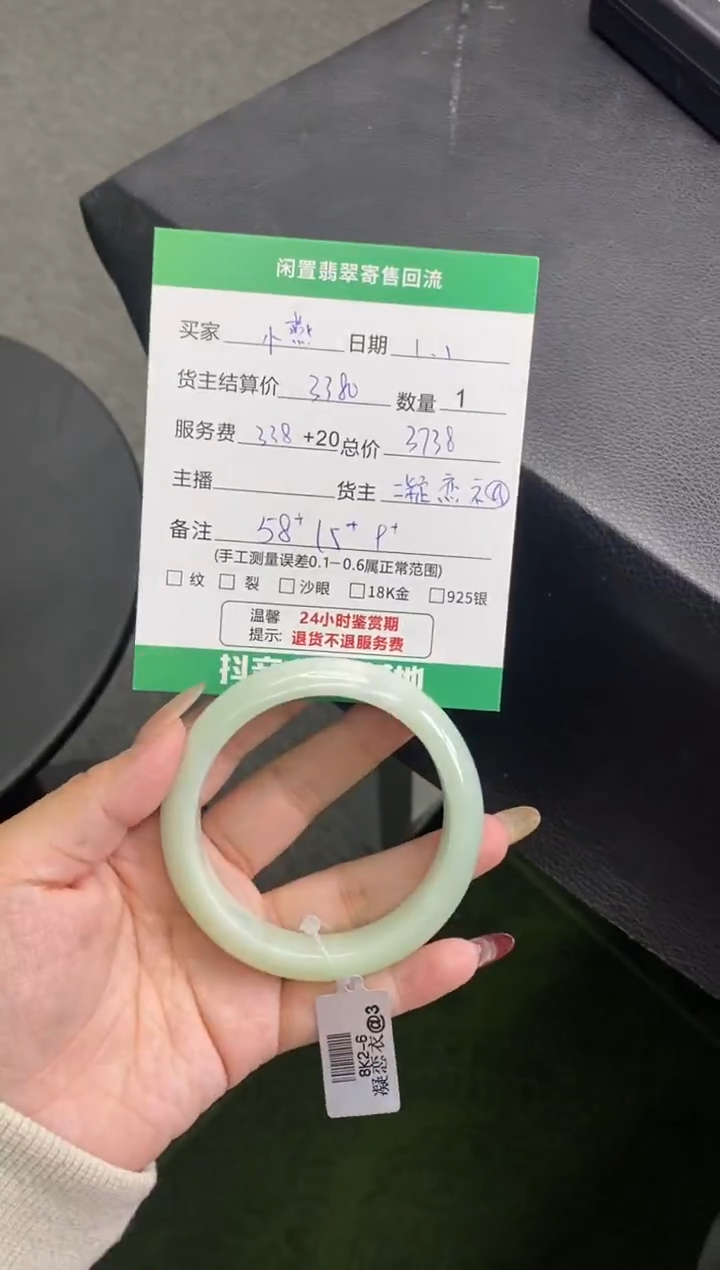 闲置翡翠寄售回流
买家 小燕 日期 1.1
货主结算价 3380 数量 1
服务费 338 +20 总价 3738
主播 货主 凝恋衣@
备注 58+ 15+ 9+
(手工测量误差0.1-0.6属正常范围)
□ 纹 □ 裂 □ 沙眼 □ 18K金 □ 925银
温馨 24小时鉴赏期
提示: 退货不退服务费
8K2-6
凝恋衣@3